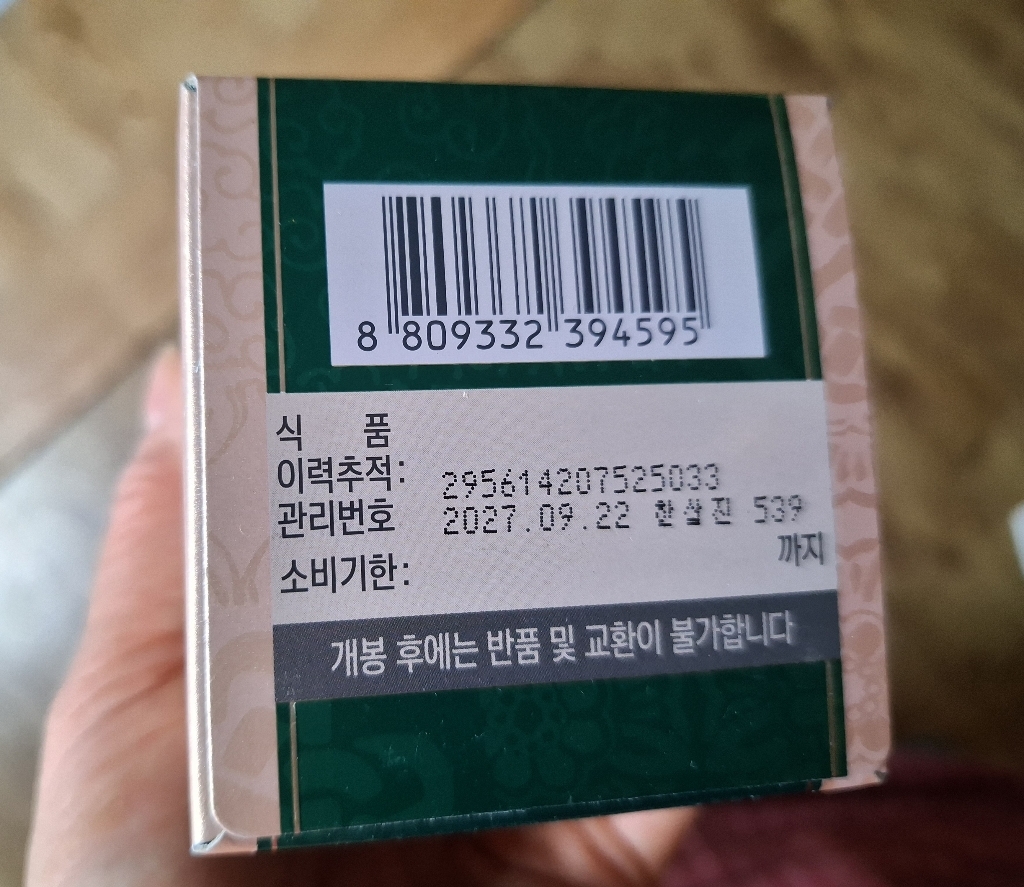 8 809332 394595
식 품
이력추적: 295614207525033
관리번호 2027.09.22 한삶진 539
까지
소비기한:
개봉 후에는 반품 및 교환이 불가합니다